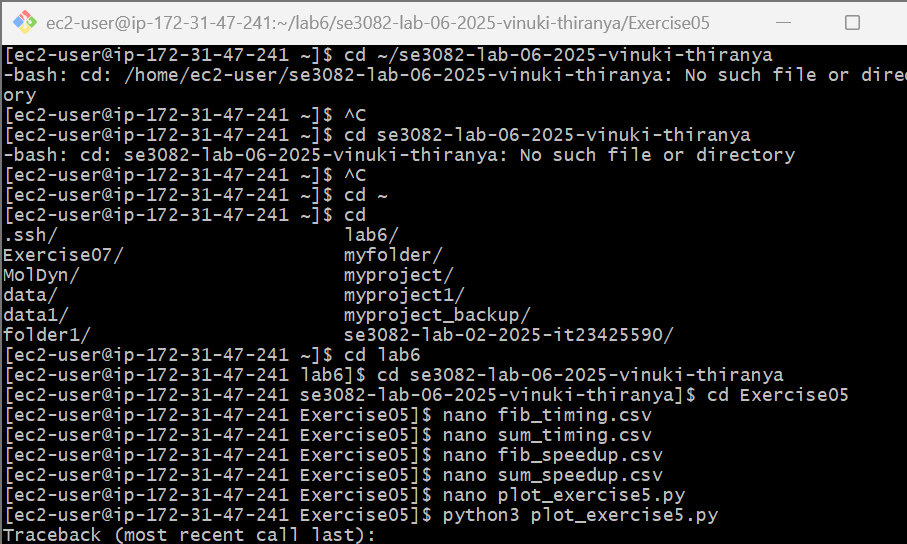 ec2-user@ip-172-31-47-241:~/lab6/se3082-lab-06-2025-vinuki-thiranya/Exercise05
[ec2-user@ip-172-31-47-241 ~]$ cd ~/se3082-lab-06-2025-vinuki-thiranya
-bash: cd: /home/ec2-user/se3082-lab-06-2025-vinuki-thiranya: No such file or direc
ory
[ec2-user@ip-172-31-47-241 ~]$ ^C
[ec2-user@ip-172-31-47-241 ~]$ cd se3082-lab-06-2025-vinuki-thiranya
-bash: cd: se3082-lab-06-2025-vinuki-thiranya: No such file or directory
[ec2-user@ip-172-31-47-241 ~]$ ^C
[ec2-user@ip-172-31-47-241 ~]$ cd ~
[ec2-user@ip-172-31-47-241 ~]$ cd
.ssh/ lab6/
Exercise07/ myfolder/
MolDyn/ myproject/
data/ myproject1/
data1/ myproject_backup/
folder1/ se3082-lab-02-2025-it23425590/
[ec2-user@ip-172-31-47-241 ~]$ cd lab6
[ec2-user@ip-172-31-47-241 lab6]$ cd se3082-lab-06-2025-vinuki-thiranya
[ec2-user@ip-172-31-47-241 se3082-lab-06-2025-vinuki-thiranya]$ cd Exercise05
[ec2-user@ip-172-31-47-241 Exercise05]$ nano fib_timing.csv
[ec2-user@ip-172-31-47-241 Exercise05]$ nano sum_timing.csv
[ec2-user@ip-172-31-47-241 Exercise05]$ nano fib_speedup.csv
[ec2-user@ip-172-31-47-241 Exercise05]$ nano sum_speedup.csv
[ec2-user@ip-172-31-47-241 Exercise05]$ nano plot_exercise5.py
[ec2-user@ip-172-31-47-241 Exercise05]$ python3 plot_exercise5.py
Traceback (most recent call last):